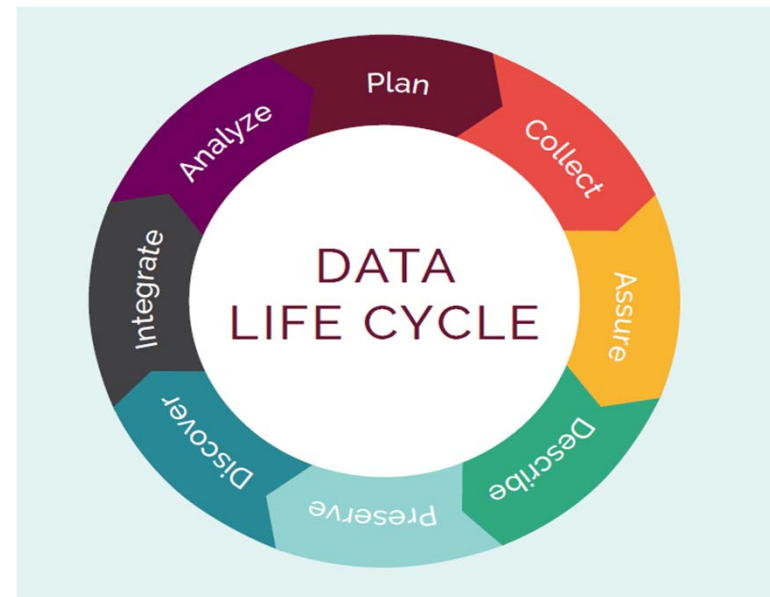 Plan
Collect
Assure
Describe
Preserve
Discover
Integrate
Analyze
DATA
LIFE CYCLE